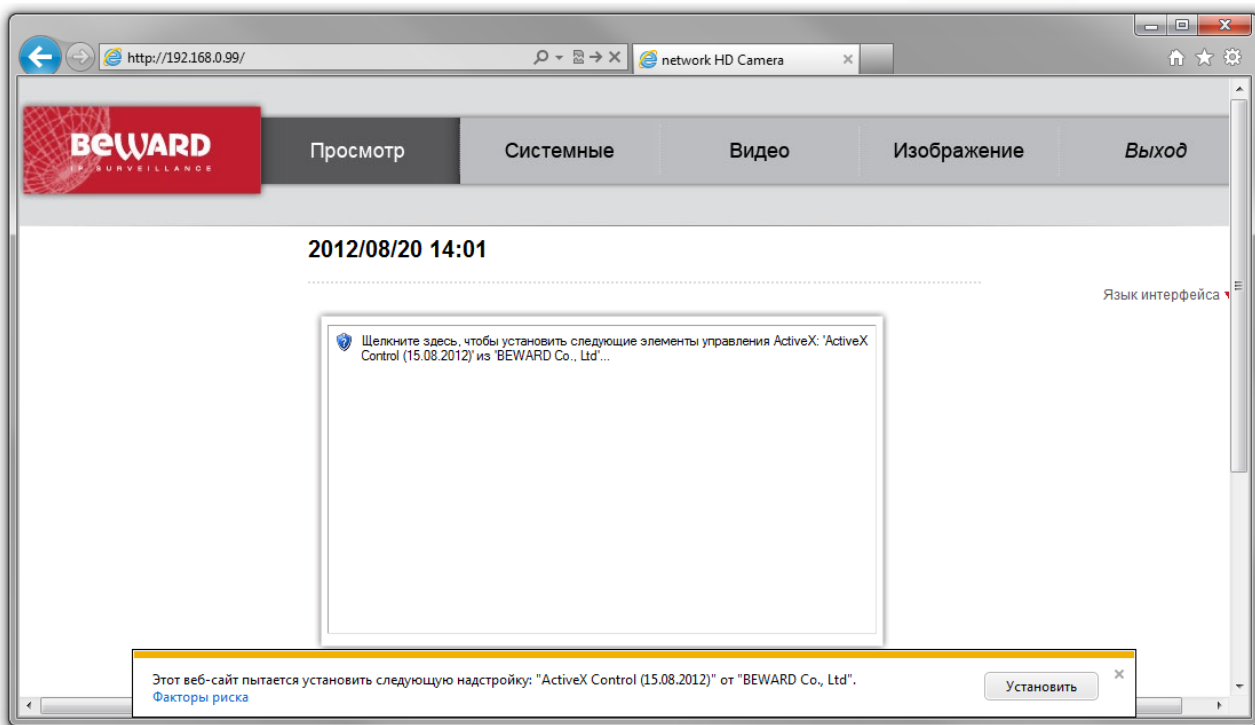 http://192.168.0.99/
network HD Camera
BEWARD
IP SURVEILLANCE
Просмотр
Системные
Видео
Изображение
Выход
2012/08/20 14:01
Язык интерфейса
Щелкните здесь, чтобы установить следующие элементы управления ActiveX: 'ActiveX
Control (15.08.2012)' из 'BEWARD Co., Ltd'...
Этот веб-сайт пытается установить следующую надстройку: "ActiveX Control (15.08.2012)" от "BEWARD Co., Ltd".
Факторы риска
Установить